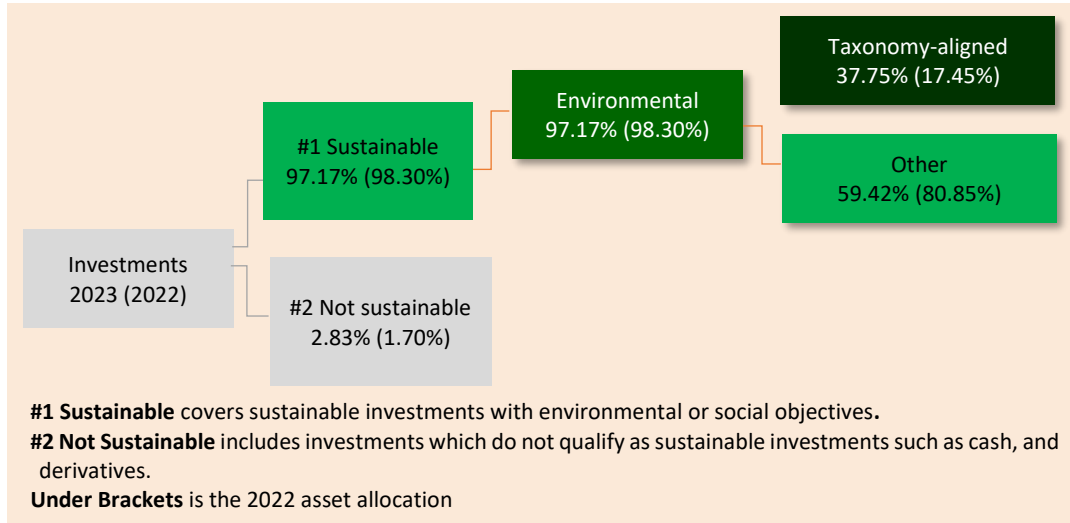 Taxonomy-aligned
37.75% (17.45%)
Environmental
97.17% (98.30%)
#1 Sustainable
97.17% (98.30%)
Other
59.42% (80.85%)
Investments
2023 (2022)
#2 Not sustainable
2.83% (1.70%)
#1 Sustainable covers sustainable investments with environmental or social objectives.
#2 Not Sustainable includes investments which do not qualify as sustainable investments such as cash, and
derivatives.
Under Brackets is the 2022 asset allocation